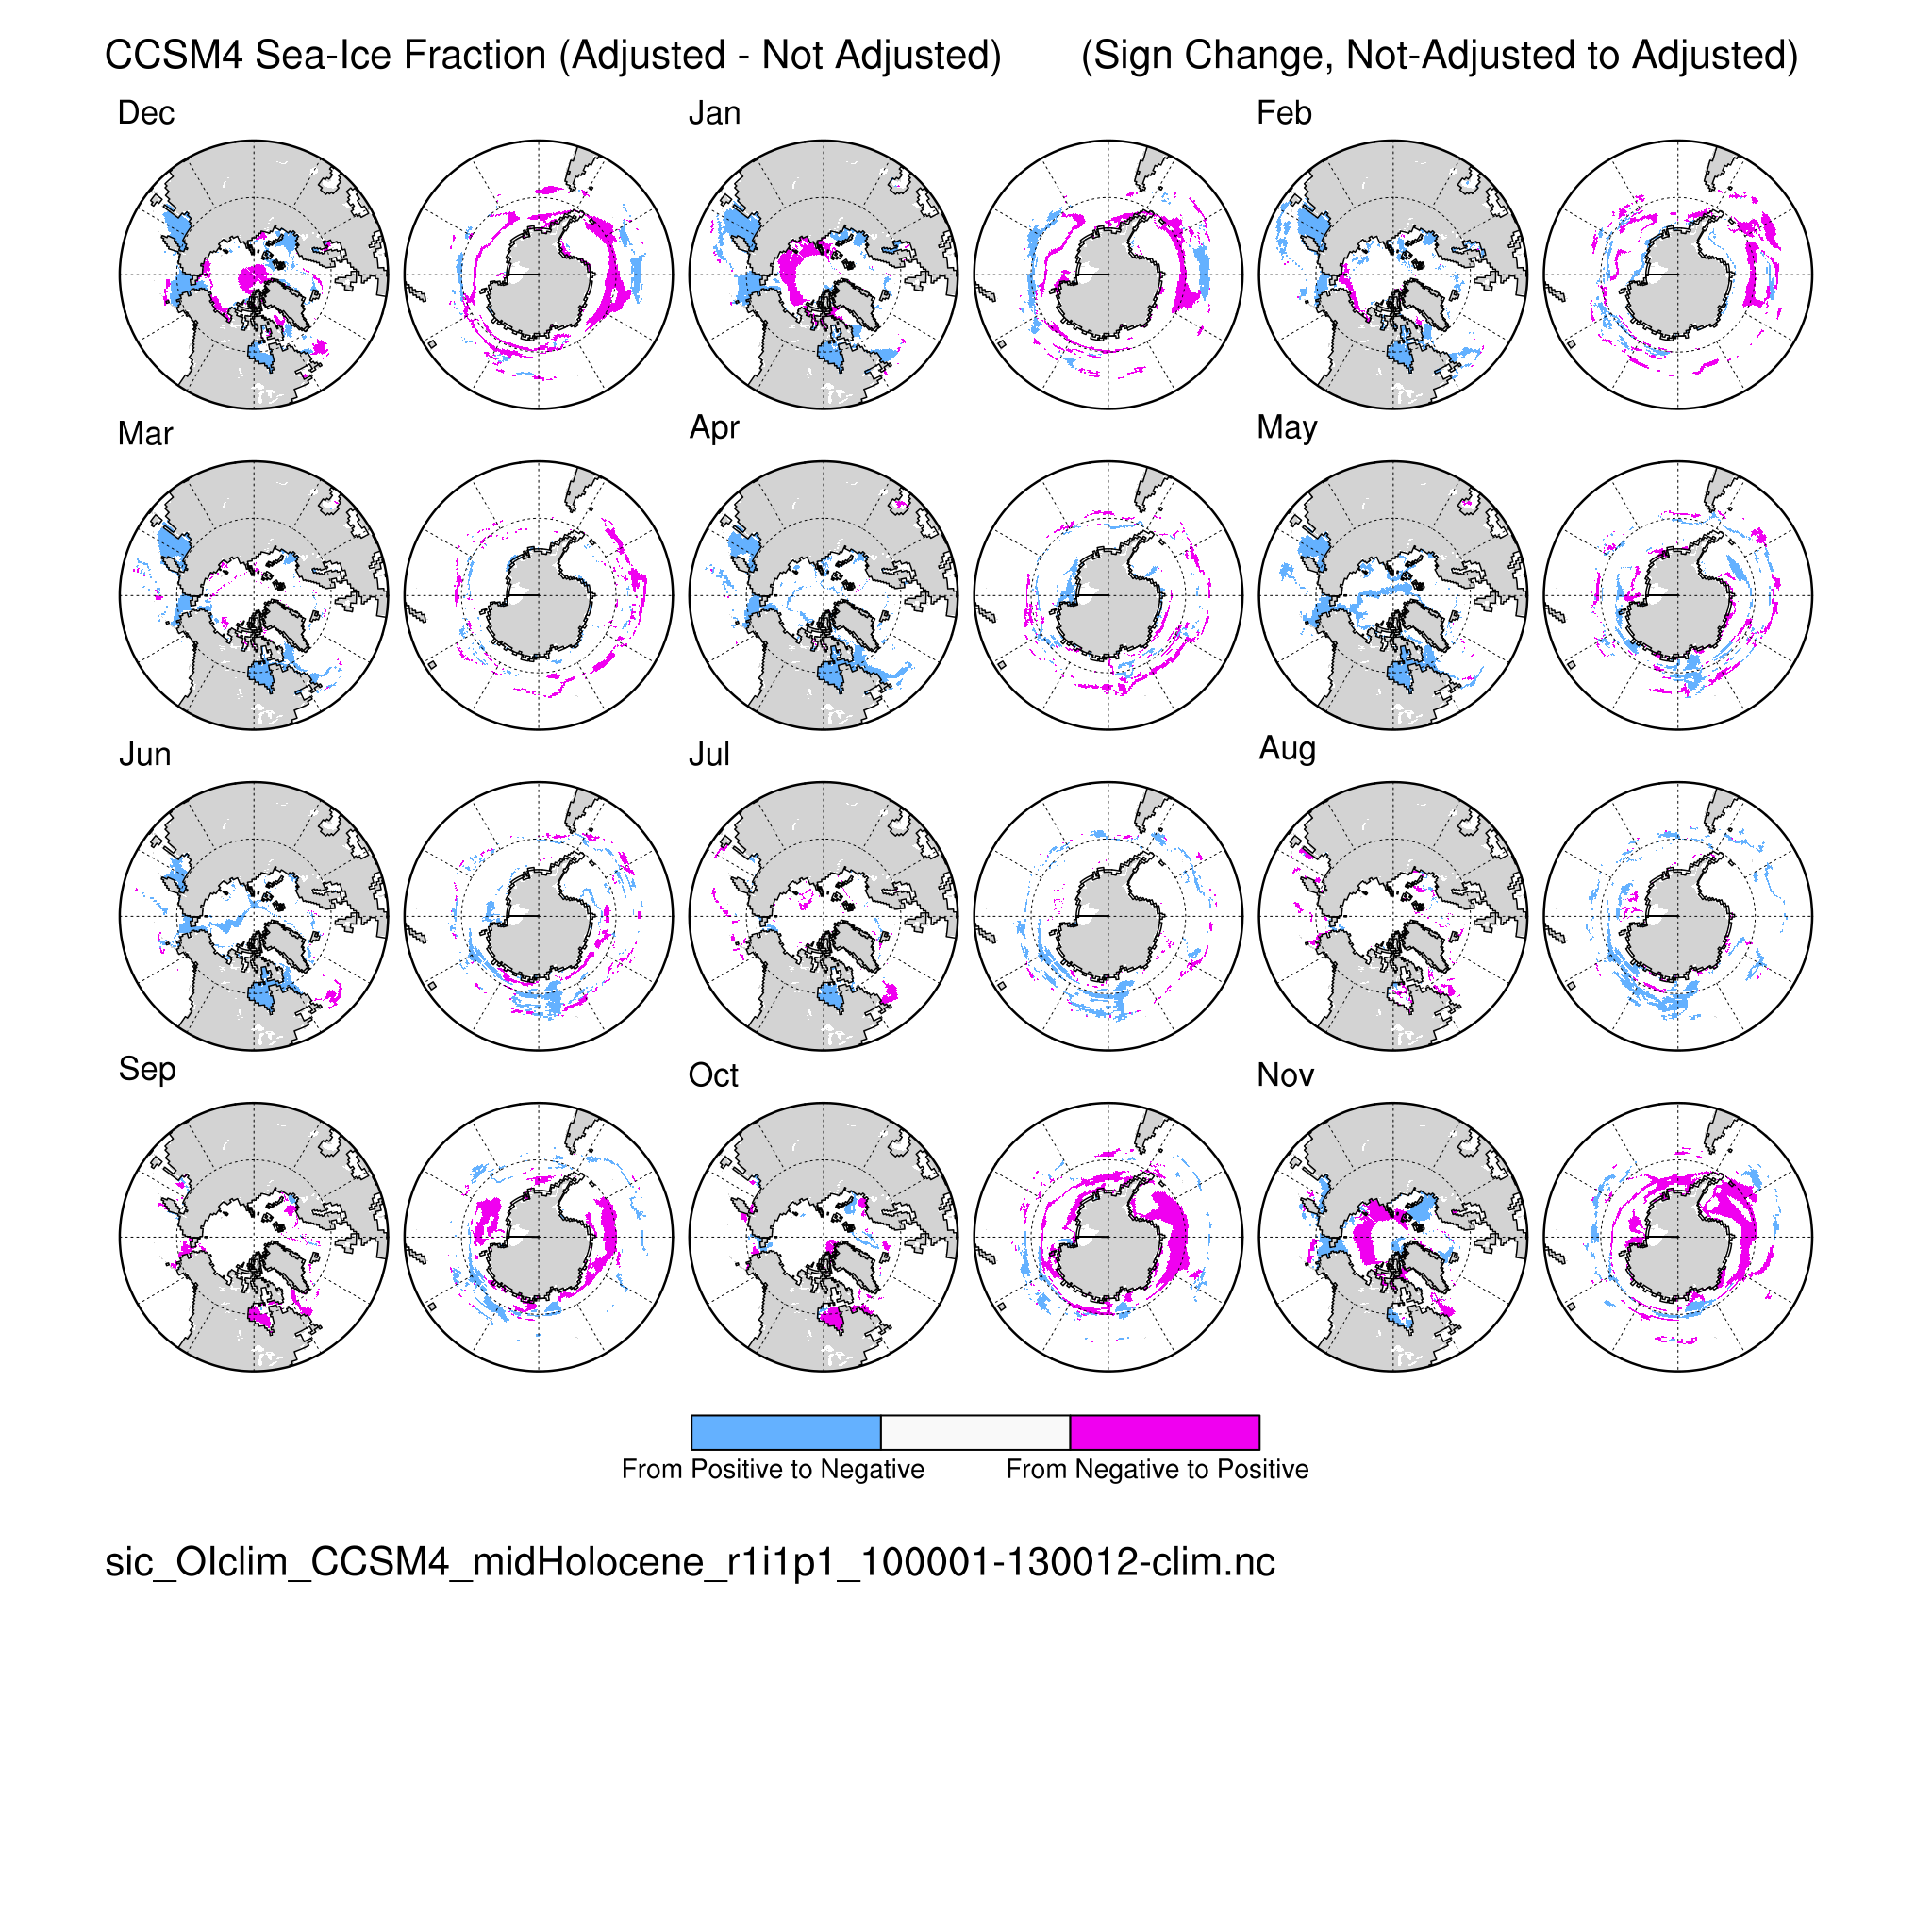 CCSM4 Sea-Ice Fraction (Adjusted - Not Adjusted) (Sign Change, Not-Adjusted to Adjusted)
Dec Jan Feb
Mar Apr May
Jun Jul Aug
Sep Oct Nov
From Positive to Negative From Negative to Positive
sic_OIclim_CCSM4_midHolocene_r1i1p1_100001-130012-clim.nc